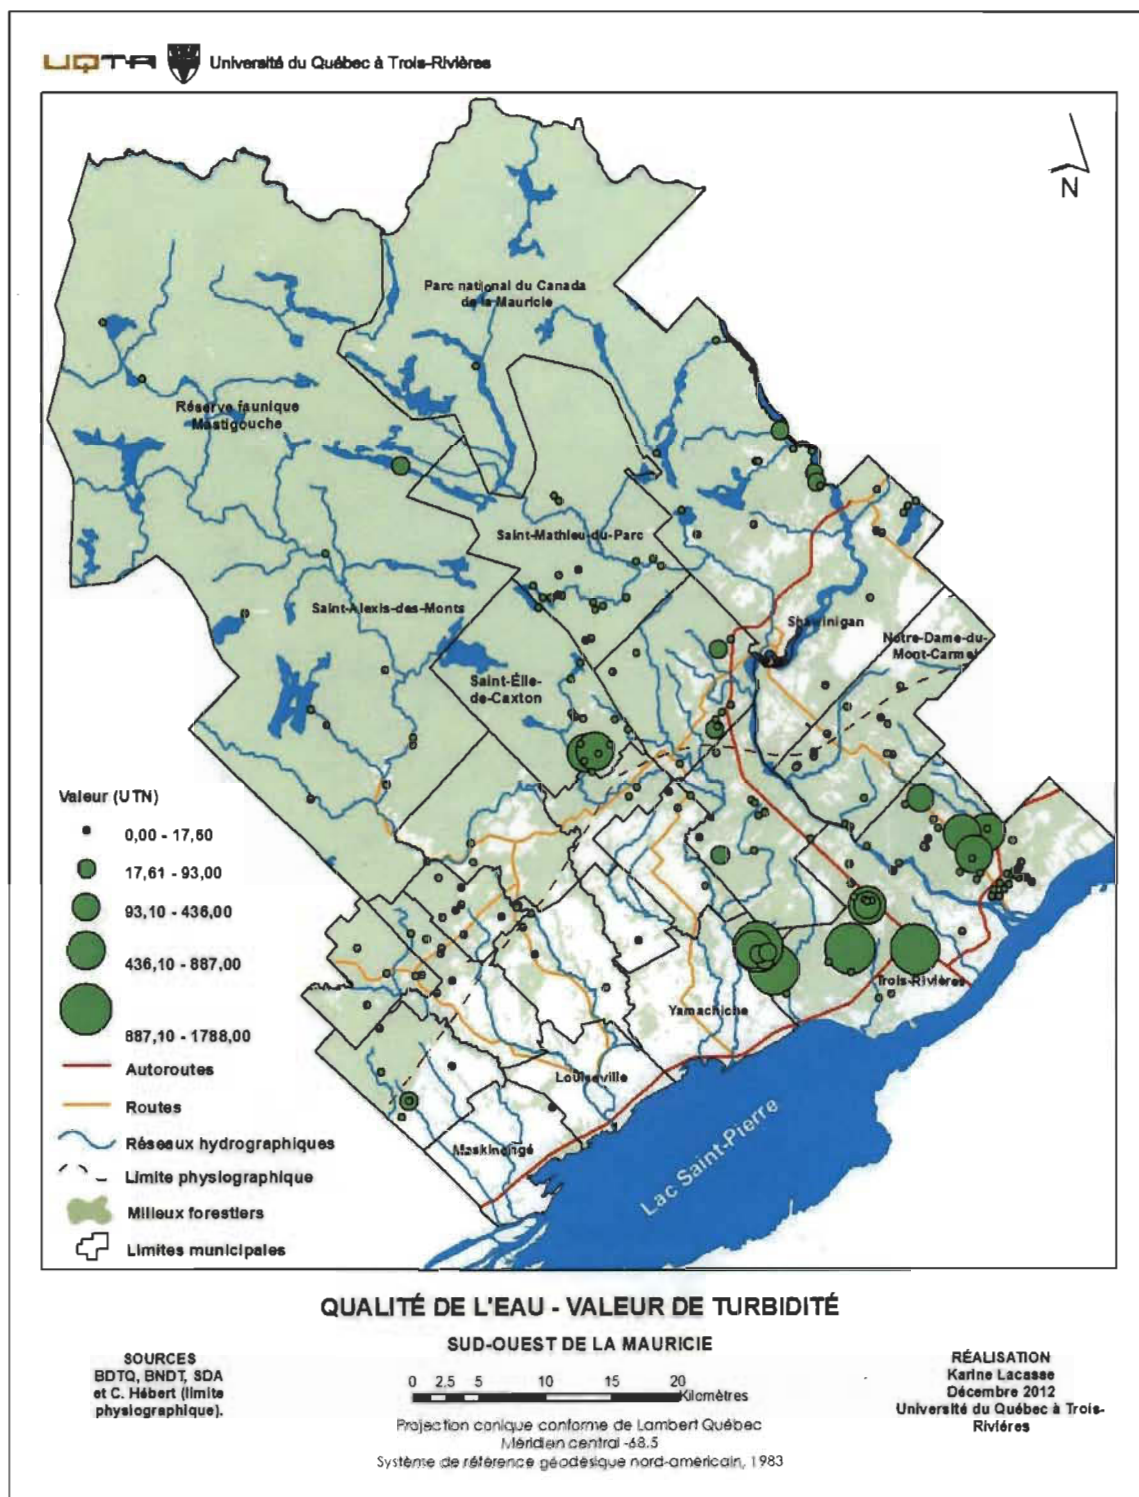 UQTR Université du Québec à Trois-Rivières
N
Parc national du Canada
de la Mauricie
Réserve faunique
Mastigouche
Saint-Mathieu-du-Parc
Saint-Alexis-des-Monts
Shawinigan
Notre-Dame-du-
Mont-Carmel
Saint-Élie-
de-Caxton
Trois-Rivières
Yamachiche
Louiseville
Maskinongé
Lac Saint-Pierre
Valeur (UTN)
0,00 - 17,60
17,61 - 93,00
93,10 - 436,00
436,10 - 887,00
887,10 - 1788,00
Autoroutes
Routes
Réseaux hydrographiques
Limite physiographique
Milieux forestiers
Limites municipales
QUALITÉ DE L'EAU - VALEUR DE TURBIDITÉ
SUD-OUEST DE LA MAURICIE
SOURCES
BDTQ, BNDT, SDA
et C. Hébert (limite
physiographique).
0 2.5 5 10 15 20
Kilomètres
Projection conique conforme de Lambert Québec
Méridien central -68.5
Système de référence géodésique nord-américain, 1983
RÉALISATION
Karine Lacasse
Décembre 2012
Université du Québec à Trois-
Rivières